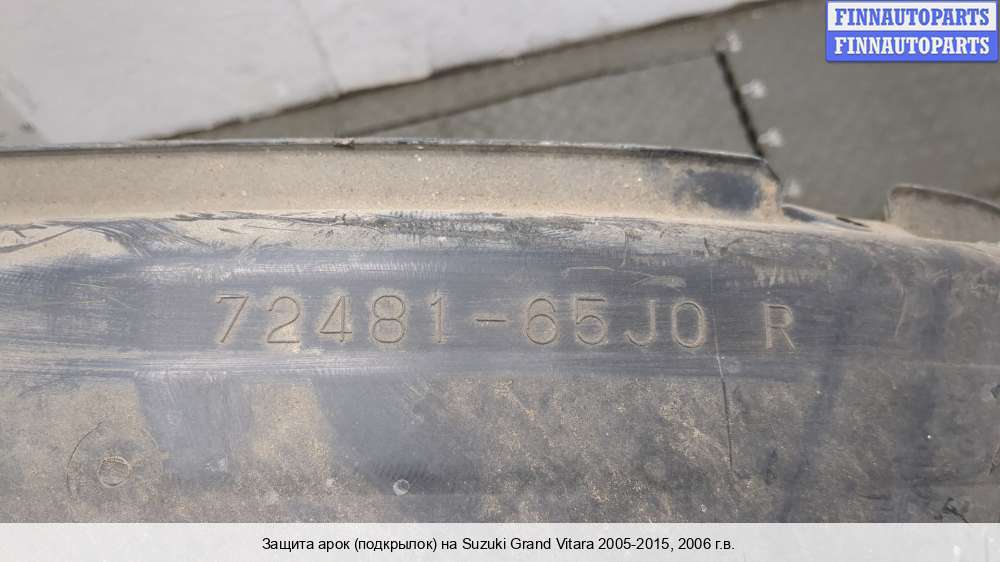 FINNAUTOPARTS
FINNAUTOPARTS
72481-65J0 R
Защита арок (подкрылок) на Suzuki Grand Vitara 2005-2015, 2006 г.в.